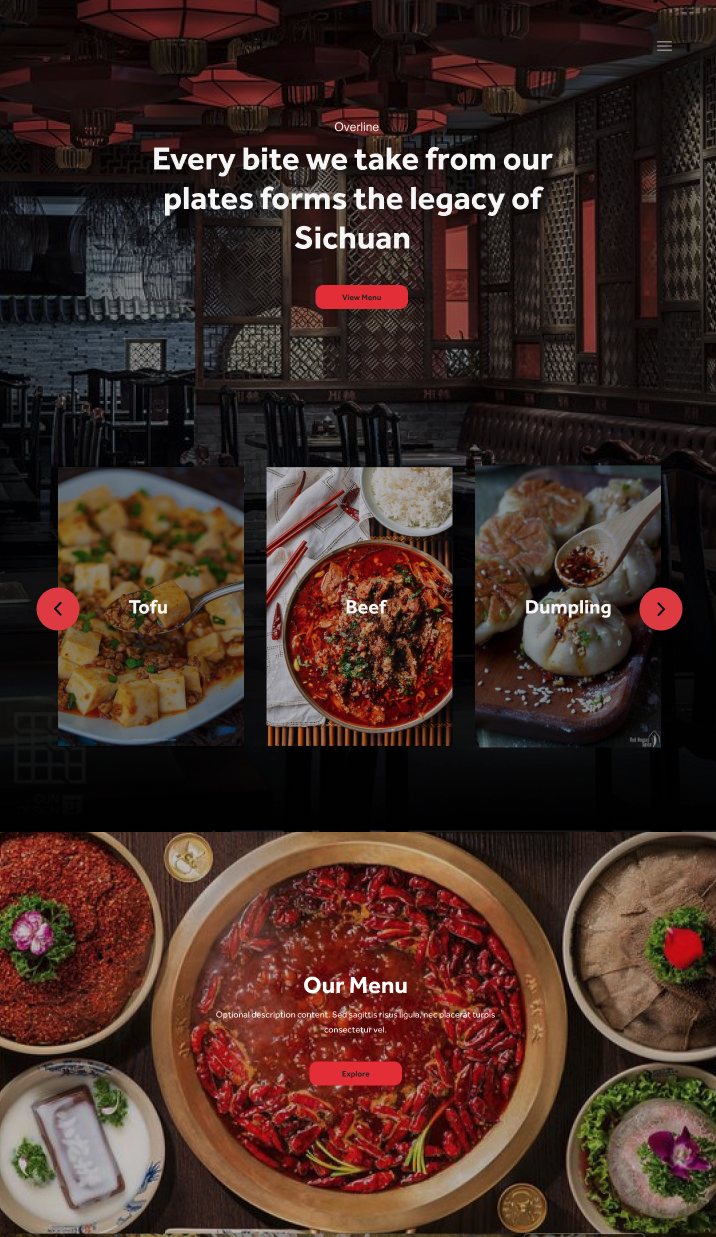 Overline
Every bite we take from our
plates forms the legacy of
Sichuan
View Menu
Tofu
Beef
Dumpling
Our Menu
Optional description content. Sed sagittis risus ligula, nec placerat turpis
consectetur vel.
Explore